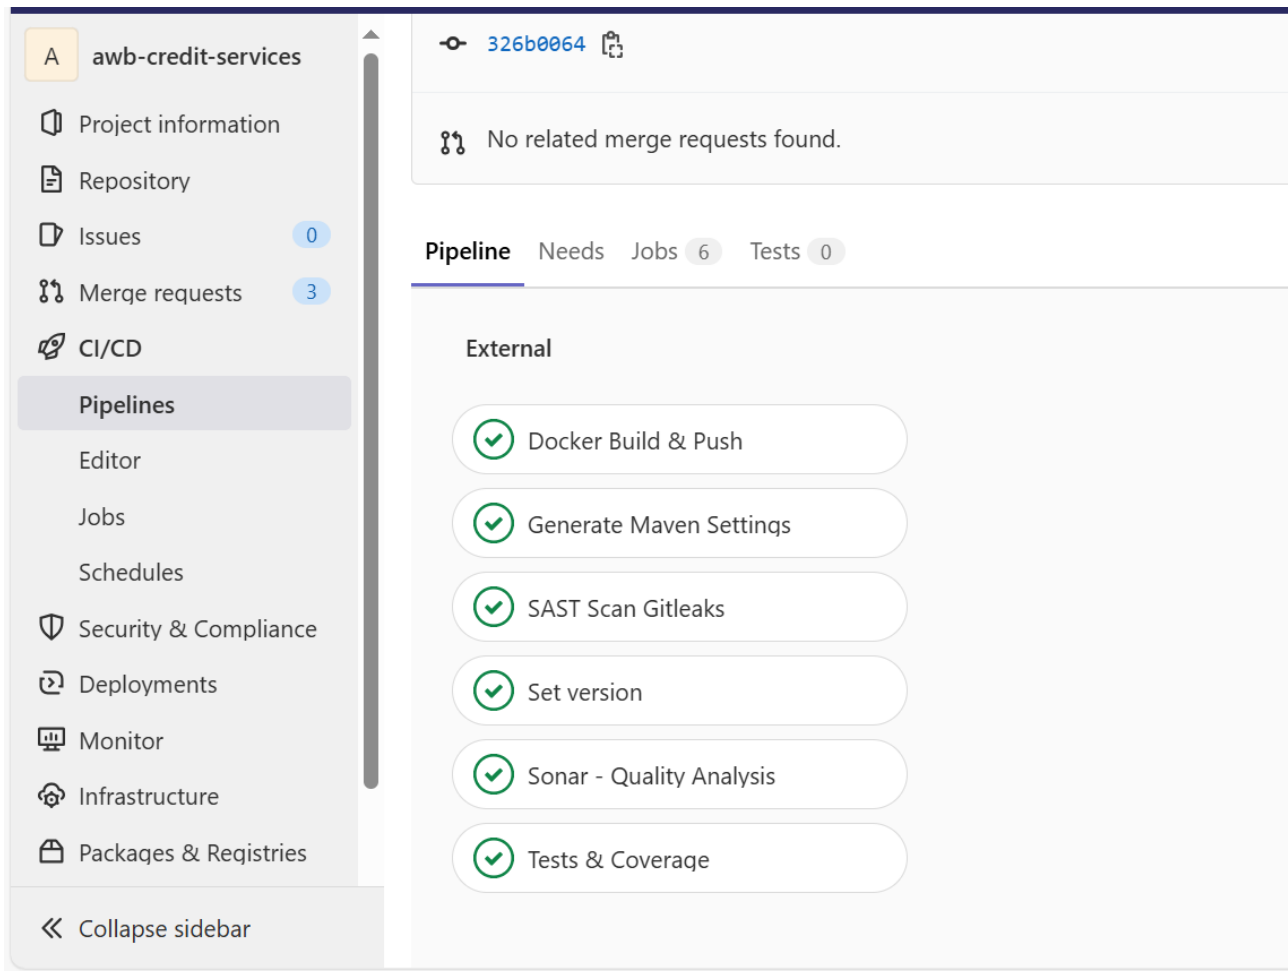 A awb-credit-services
Project information
Repository
Issues 0
Merge requests 3
CI/CD
Pipelines
Editor
Jobs
Schedules
Security & Compliance
Deployments
Monitor
Infrastructure
Packages & Registries
Collapse sidebar
326b0064
No related merge requests found.
Pipeline Needs Jobs 6 Tests 0
External
Docker Build & Push
Generate Maven Settings
SAST Scan Gitleaks
Set version
Sonar - Quality Analysis
Tests & Coverage